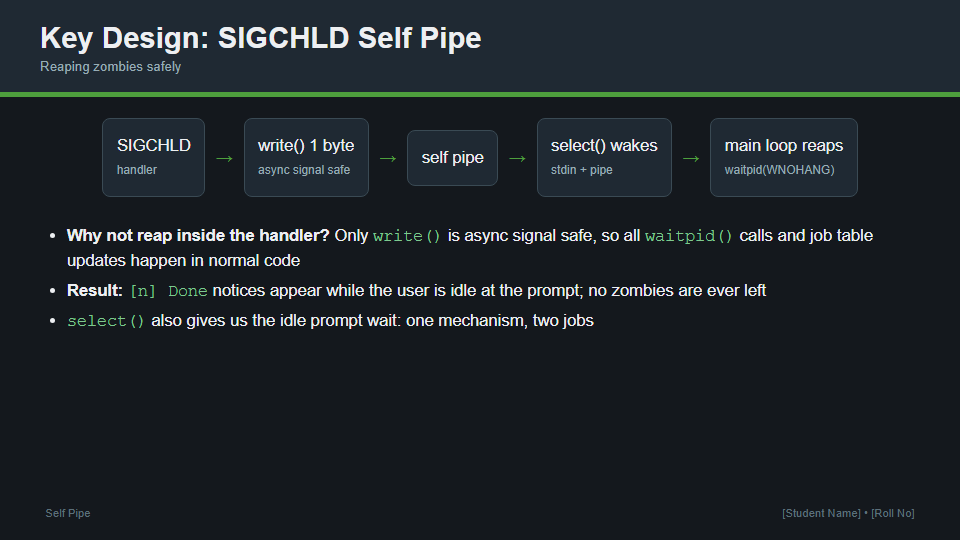 Key Design: SIGCHLD Self Pipe
Reaping zombies safely
SIGCHLD
handler
→
write() 1 byte
async signal safe
→
self pipe
→
select() wakes
stdin + pipe
→
main loop reaps
waitpid(WNOHANG)
• Why not reap inside the handler? Only write() is async signal safe, so all waitpid() calls and job table
updates happen in normal code
• Result: [n] Done notices appear while the user is idle at the prompt; no zombies are ever left
• select() also gives us the idle prompt wait: one mechanism, two jobs
Self Pipe
[Student Name] • [Roll No]